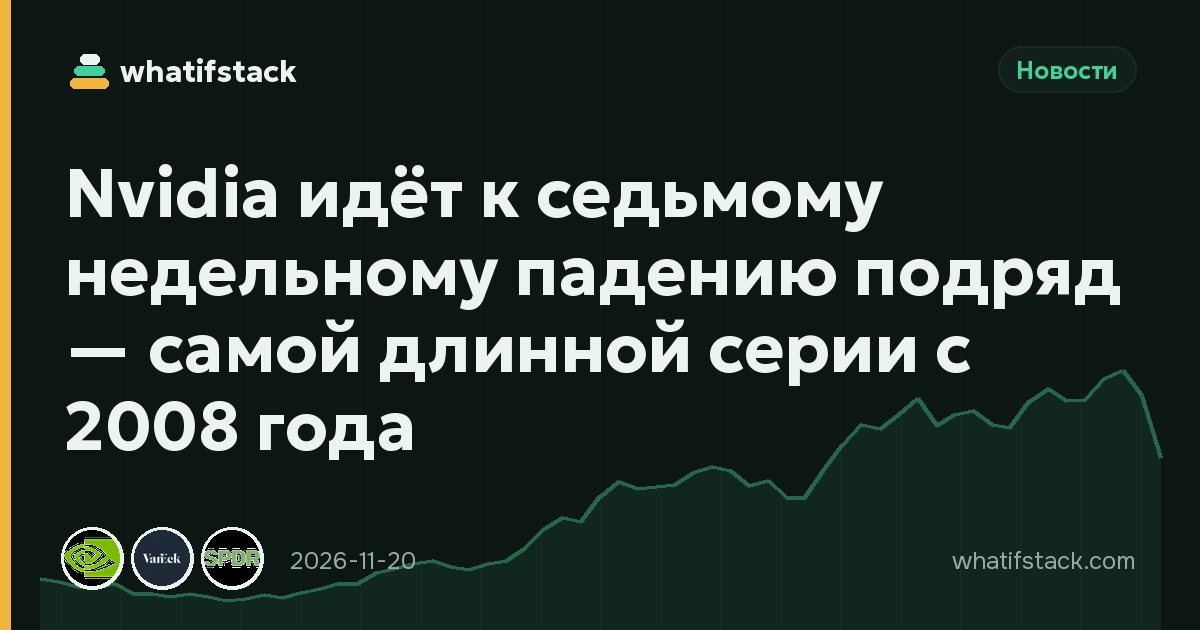 whatifstack
Новости
Nvidia идёт к седьмому
недельному падению подряд
— самой длинной серии с
2008 года
VanEck
SPDR
2026-11-20
whatifstack.com